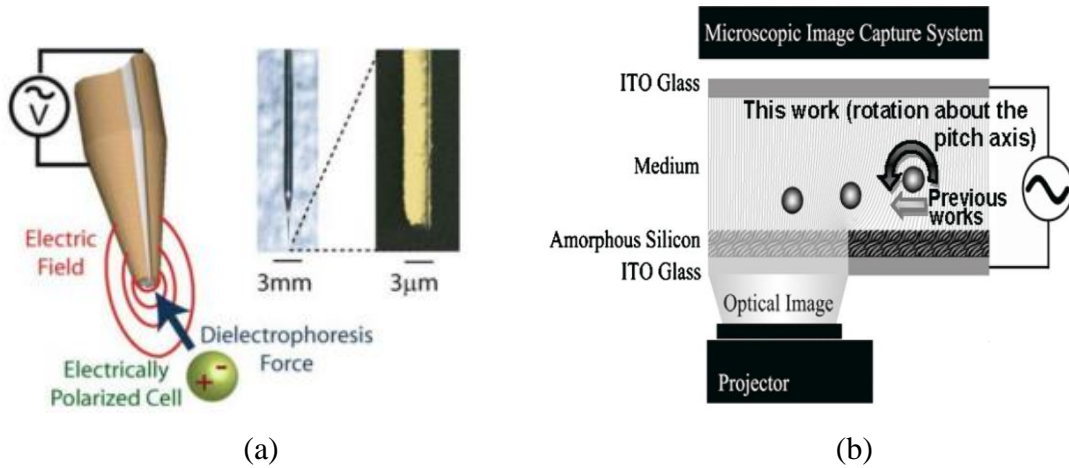 V
Electric
Field
3mm
3μm
Dielectrophoresis
Force
Electrically
Polarized Cell
+ -
(a)
Microscopic Image Capture System
ITO Glass
This work (rotation about the
pitch axis)
Medium
Previous
works
Amorphous Silicon
ITO Glass
Optical Image
Projector
(b)